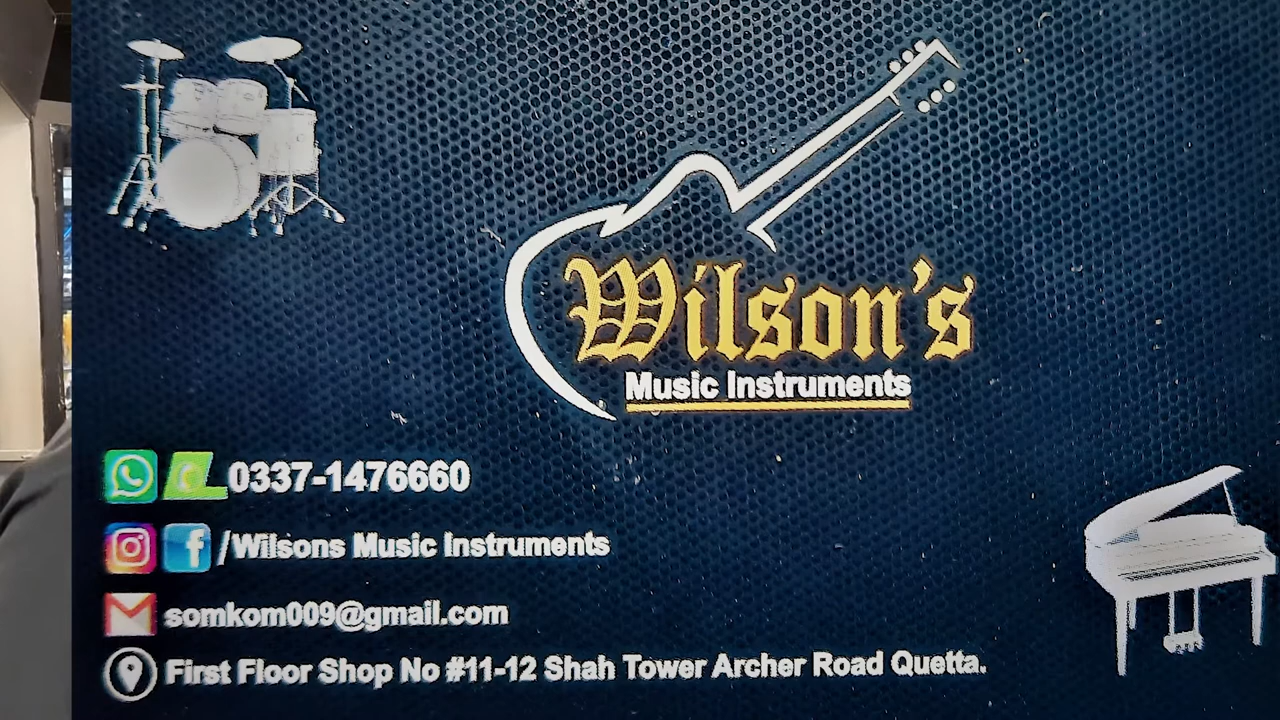 Wilson's
Music Instruments
0337-1476660
/Wilsons Music Instruments
somkom009@gmail.com
First Floor Shop No #11-12 Shah Tower Archer Road Quetta.